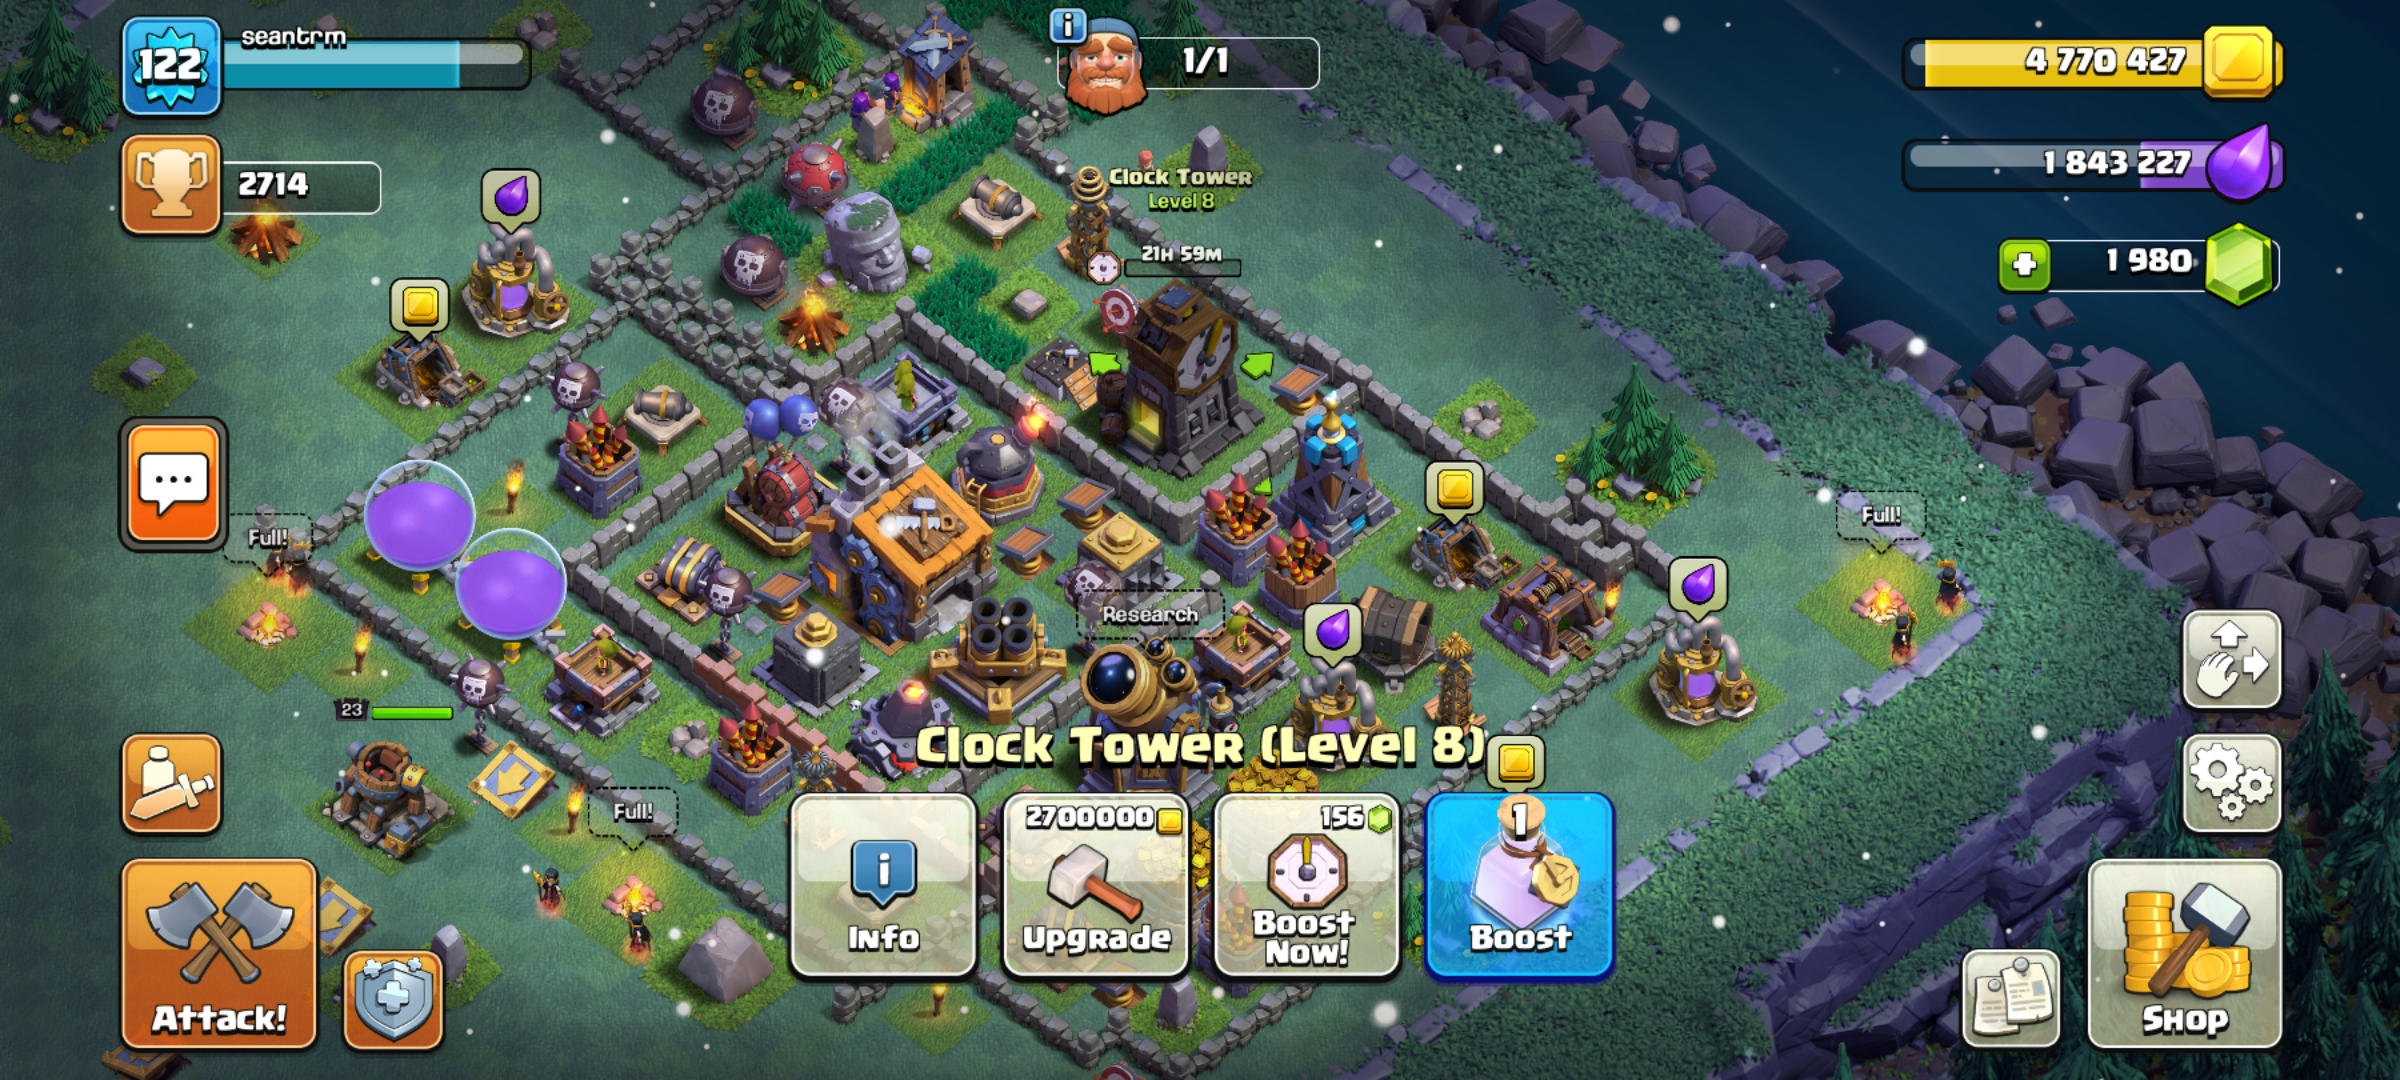 122
seantrm
1/1
4 770 427
2714
1 843 227
1 980
Clock Tower
Level 8
21H 59M
Full!
Full!
Research
23
Full!
Clock Tower (Level 8)
Info
2700000
Upgrade
156
Boost
Now!
1
Boost
Attack!
Shop